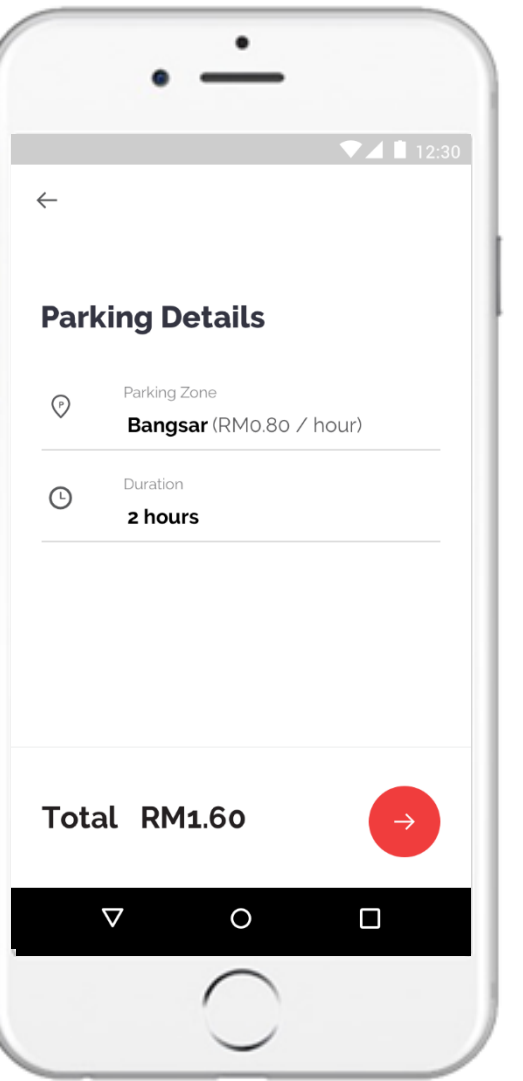 12:30
Parking Details
P
Parking Zone
Bangsar (RM0.80 / hour)
Duration
2 hours
Total RM1.60